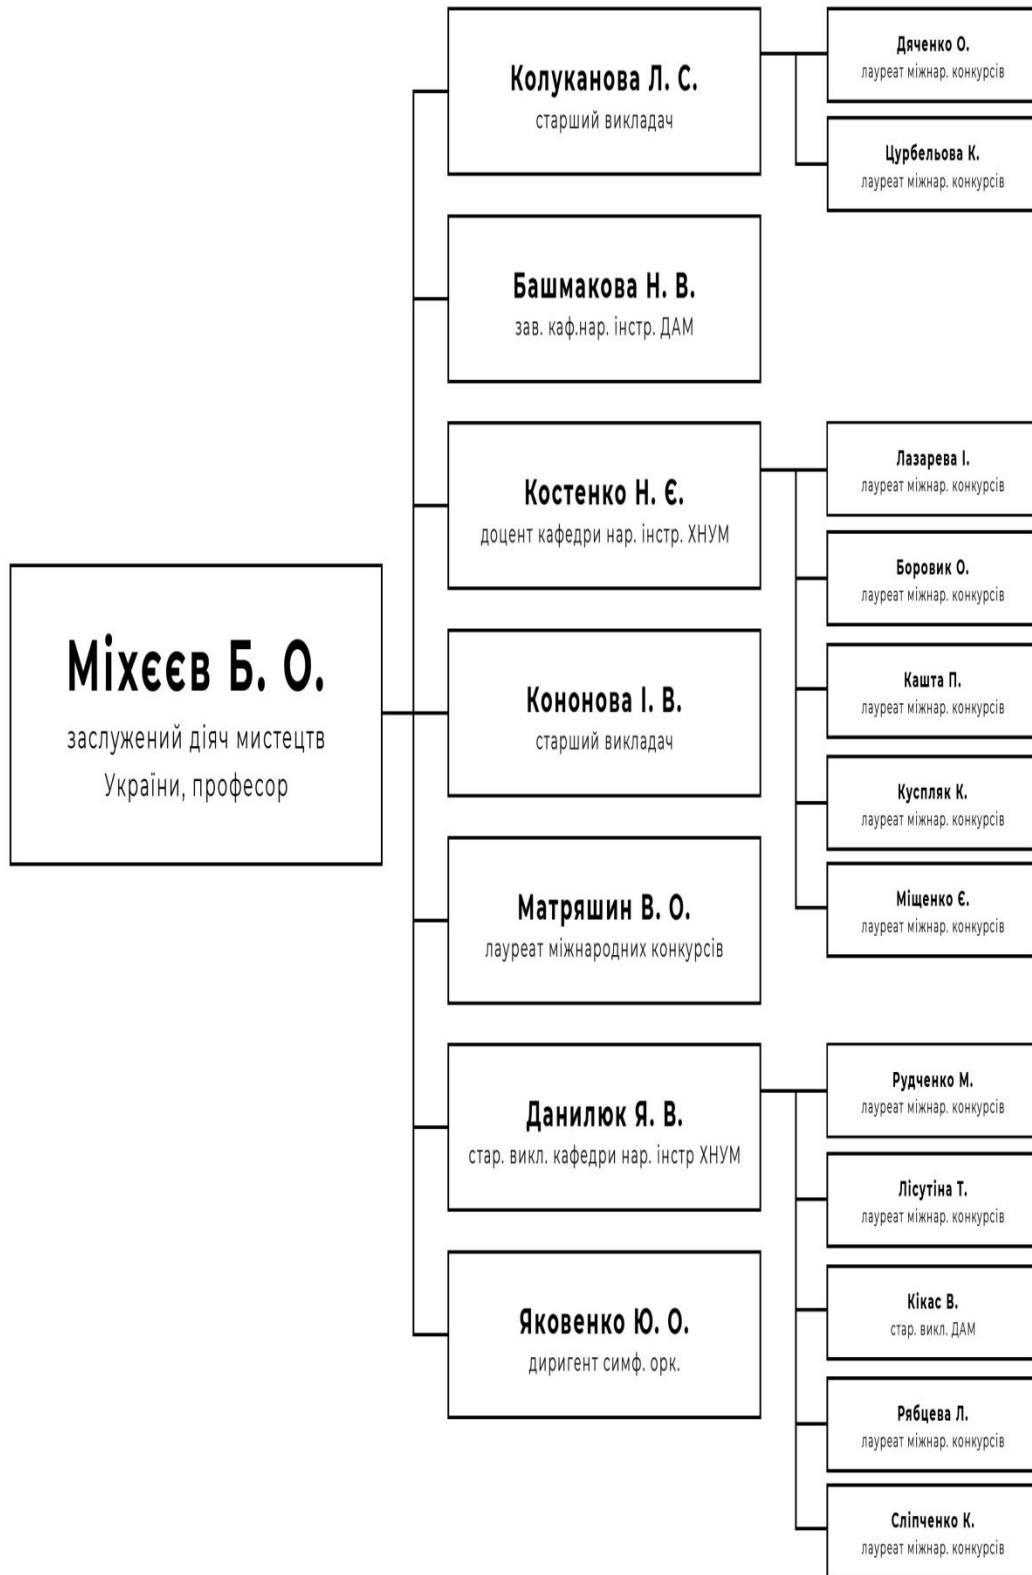 Міхєєв Б. О.
заслужений діяч мистецтв
України, професор
Колуканова Л. С.
старший викладач
Дяченко О.
лауреат міжнар. конкурсів
Цурбельова К.
лауреат міжнар. конкурсів
Башмакова Н. В.
зав. каф.нар. інстр. ДАМ
Костенко Н. Є.
доцент кафедри нар. інстр. ХНУМ
Лазарева І.
лауреат міжнар. конкурсів
Боровик О.
лауреат міжнар. конкурсів
Кашта П.
лауреат міжнар. конкурсів
Куспляк К.
лауреат міжнар. конкурсів
Міщенко Є.
лауреат міжнар. конкурсів
Кононова І. В.
старший викладач
Матряшин В. О.
лауреат міжнародних конкурсів
Данилюк Я. В.
стар. викл. кафедри нар. інстр ХНУМ
Рудченко М.
лауреат міжнар. конкурсів
Лісутіна Т.
лауреат міжнар. конкурсів
Кікас В.
стар. викл. ДАМ
Рябцева Л.
лауреат міжнар. конкурсів
Сліпченко К.
лауреат міжнар. конкурсів
Яковенко Ю. О.
диригент симф. орк.